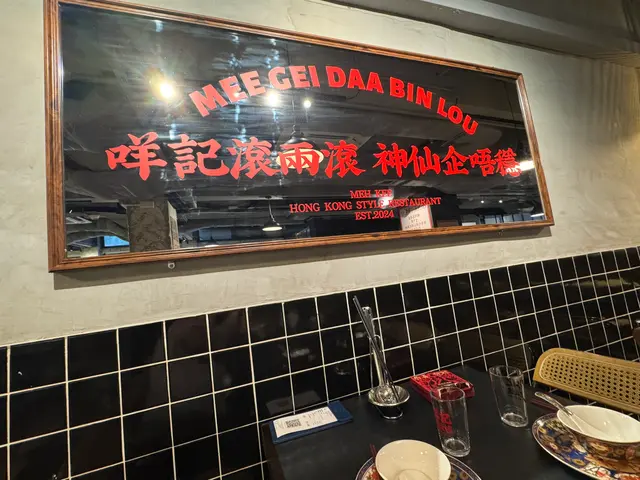 MEE GEI DAA BIN LOU
咩記滾兩滾 神仙企唔穩
MEH KEE
HONG KONG STYLE RESTAURANT
EST.2024